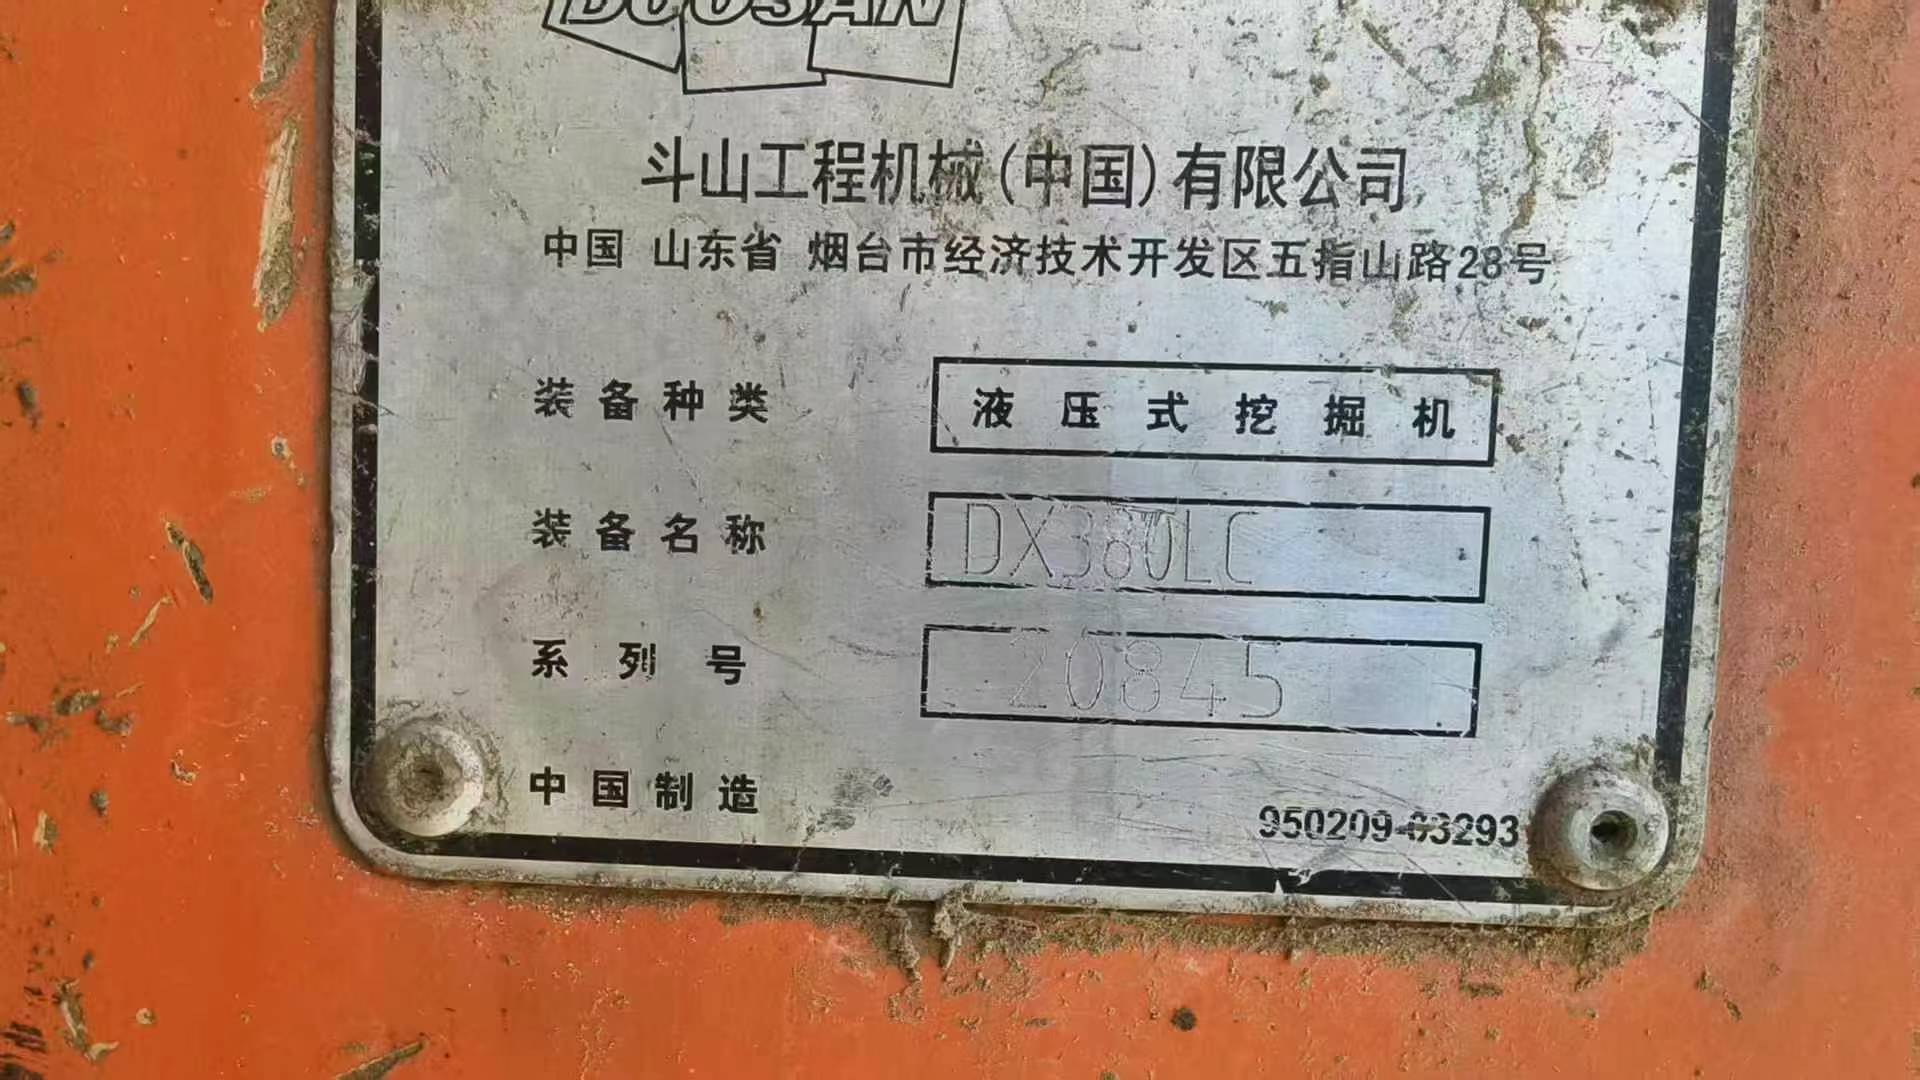 DOOSAN
斗山工程机械(中国)有限公司
中国 山东省 烟台市经济技术开发区五指山路28号
装备种类 液压式挖掘机
装备名称 DX380LC
系列号 20845
中国制造
950209-03293